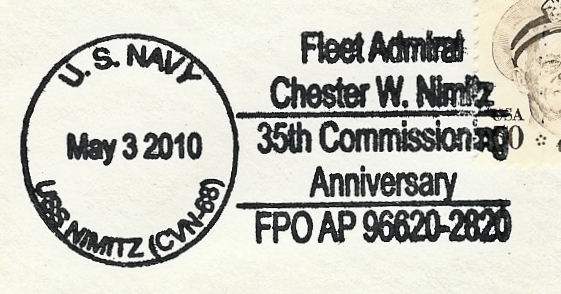 U. S. NAVY
May 3 2010
USS NIMITZ (CVN-68)
Fleet Admiral
Chester W. Nimitz
35th Commissioning
Anniversary
FPO AP 96620-2820
USA